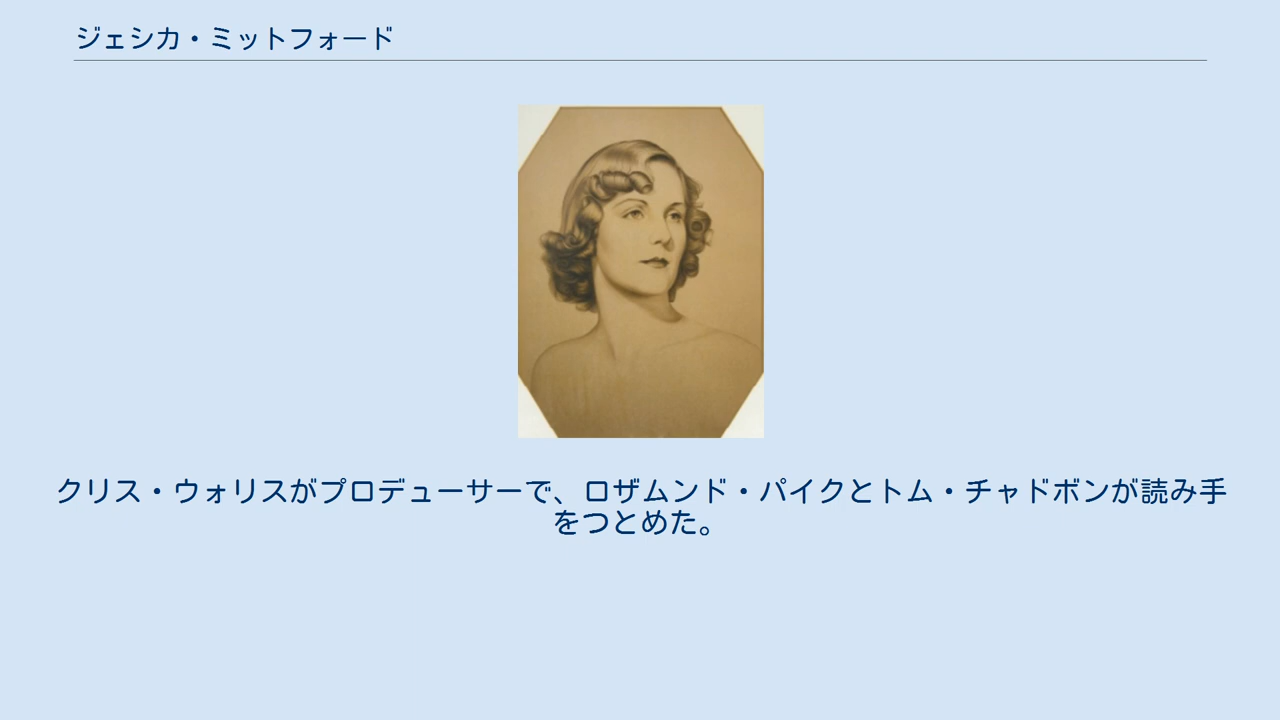 ジェシカ・ミットフォード
クリス・ウォリスがプロデューサーで、ロザムンド・パイクとトム・チャドボンが読み手
をつとめた。